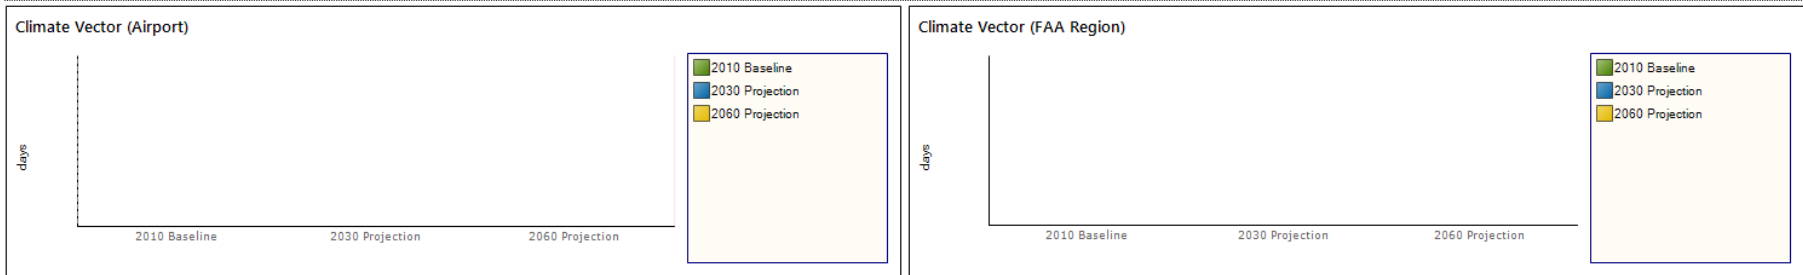 Climate Vector (Airport)
days
2010 Baseline
2030 Projection
2060 Projection
2010 Baseline
2030 Projection
2060 Projection
Climate Vector (FAA Region)
days
2010 Baseline
2030 Projection
2060 Projection
2010 Baseline
2030 Projection
2060 Projection